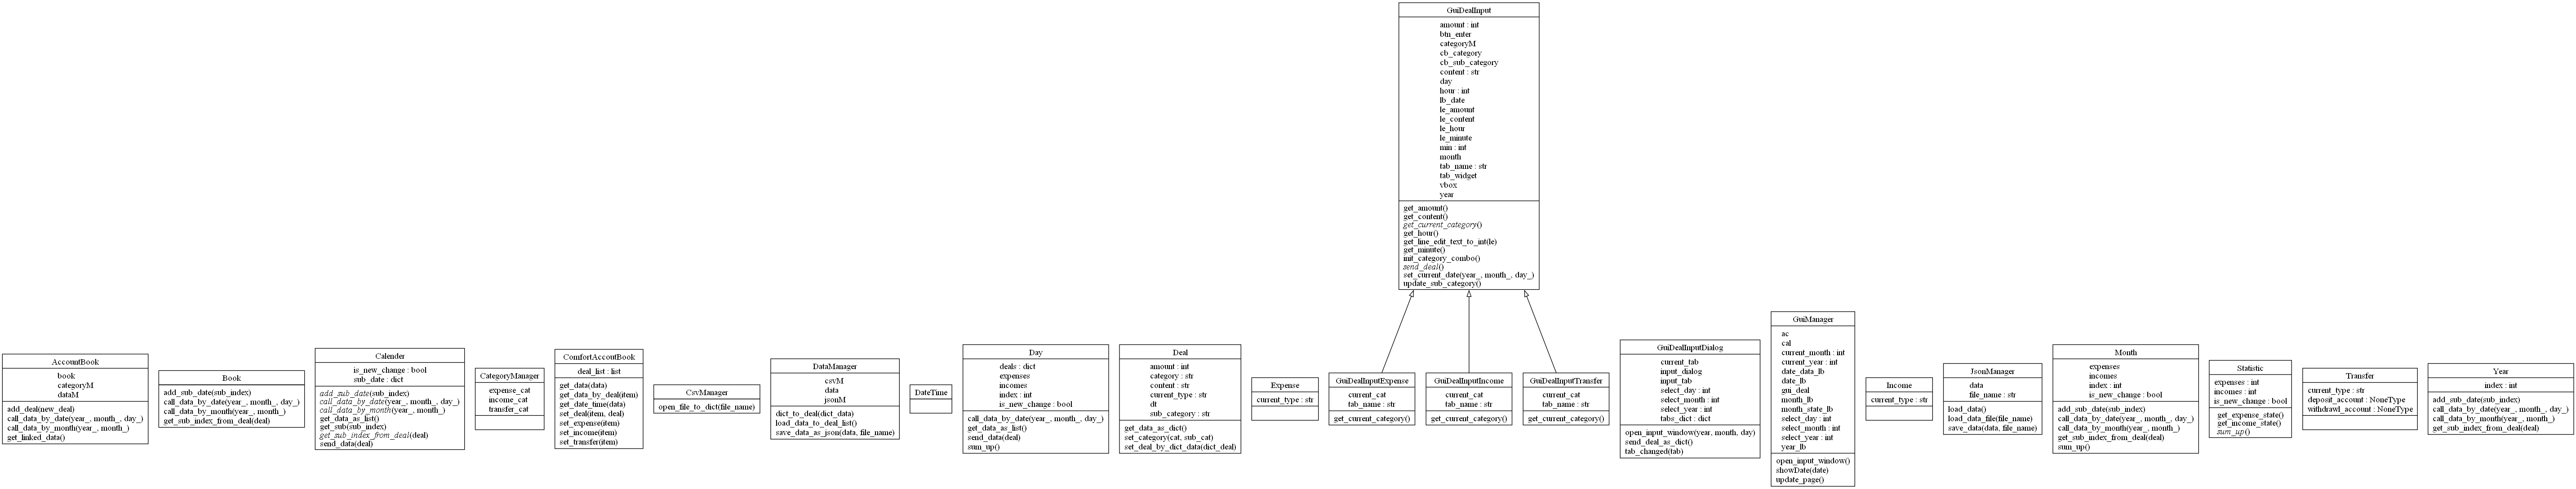 GuiDealInput
amount : int
btn_enter
categoryM
cb_category
cb_sub_category
content : str
day
hour : int
lb_date
le_amount
le_content
le_hour
le_minute
min : int
month
tab_name : str
tab_widget
vbox
year
get_amount()
get_content()
get_current_category()
get_hour()
get_line_edit_text_to_int(le)
get_minute()
init_category_combo()
send_deal()
set_current_date(year_, month_, day_)
update_sub_category()
AccountBook
book
categoryM
dataM
add_deal(new_deal)
call_data_by_date(year_, month_, day_)
call_data_by_month(year_, month_)
get_linked_data()
Book
add_sub_date(sub_index)
call_data_by_date(year_, month_, day_)
call_data_by_month(year_, month_)
get_sub_index_from_deal(deal)
Calender
is_new_change : bool
sub_date : dict
add_sub_date(sub_index)
call_data_by_date(year_, month_, day_)
call_data_by_month(year_, month_)
get_data_as_list()
get_sub(sub_index)
get_sub_index_from_deal(deal)
send_data(deal)
CategoryManager
expense_cat
income_cat
transfer_cat
ComfortAccoutBook
deal_list : list
get_data(data)
get_data_by_deal(item)
get_date_time(data)
set_deal(item, deal)
set_expense(item)
set_income(item)
set_transfer(item)
CsvManager
open_file_to_dict(file_name)
DataManager
csvM
data
jsonM
dict_to_deal(dict_data)
load_data_to_deal_list()
save_data_as_json(data, file_name)
DateTime
Day
deals : dict
expenses
incomes
index : int
is_new_change : bool
call_data_by_date(year_, month_, day_)
get_data_as_list()
send_data(deal)
sum_up()
Deal
amount : int
category : str
content : str
current_type : str
dt
sub_category : str
get_data_as_dict()
set_category(cat, sub_cat)
set_deal_by_dict_data(dict_deal)
Expense
current_type : str
GuiDealInputExpense
current_cat
tab_name : str
get_current_category()
GuiDealInputIncome
current_cat
tab_name : str
get_current_category()
GuiDealInputTransfer
current_cat
tab_name : str
get_current_category()
GuiDealInputDialog
current_tab
input_dialog
input_tab
select_day : int
select_month : int
select_year : int
tabs_dict : dict
open_input_window(year, month, day)
send_deal_as_dict()
tab_changed(tab)
GuiManager
ac
cal
current_month : int
current_year : int
date_data_lb
date_lb
gui_deal
month_lb
month_state_lb
select_day : int
select_month : int
select_year : int
year_lb
open_input_window()
showDate(date)
update_page()
Income
current_type : str
JsonManager
data
file_name : str
load_data()
load_data_file(file_name)
save_data(data, file_name)
Month
expenses
incomes
index : int
is_new_change : bool
add_sub_date(sub_index)
call_data_by_date(year_, month_, day_)
call_data_by_month(year_, month_)
get_sub_index_from_deal(deal)
sum_up()
Statistic
expenses : int
incomes : int
is_new_change : bool
get_expense_state()
get_income_state()
sum_up()
Transfer
current_type : str
deposit_account : NoneType
withdrawl_account : NoneType
Year
index : int
add_sub_date(sub_index)
call_data_by_date(year_, month_, day_)
call_data_by_month(year_, month_)
get_sub_index_from_deal(deal)